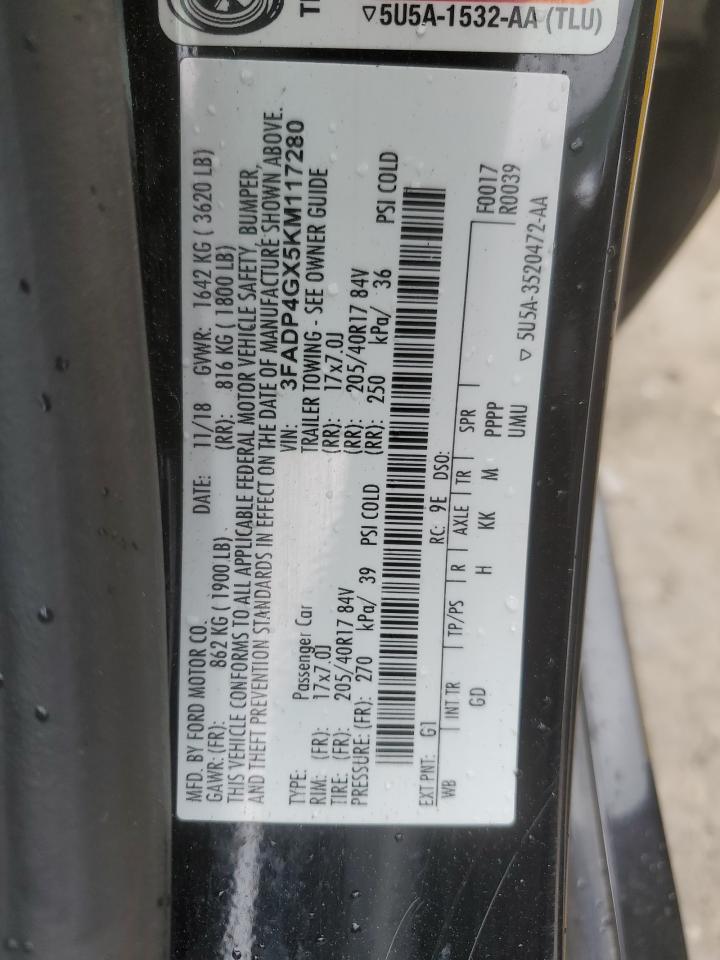 ▽5U5A-1532-AA (TLU)
MFD. BY FORD MOTOR CO. DATE: 11/18 GVWR: 1642 KG ( 3620 LB)
GAWR: (FR): 862 KG ( 1900 LB) (RR): 816 KG ( 1800 LB)
THIS VEHICLE CONFORMS TO ALL APPLICABLE FEDERAL MOTOR VEHICLE SAFETY, BUMPER,
AND THEFT PREVENTION STANDARDS IN EFFECT ON THE DATE OF MANUFACTURE SHOWN ABOVE.
VIN: 3FADP4GX5KM117280
TYPE: Passenger Car TRAILER TOWING - SEE OWNER GUIDE
RIM: (FR): 17x7.0J (RR): 17x7.0J
TIRE: (FR): 205/40R17 84V (RR): 205/40R17 84V
PRESSURE: (FR): 270 kPa/ 39 PSI COLD (RR): 250 kPa/ 36 PSI COLD
EXT PNT: G1 RC: 9E DSO:
WB INT TR TP/PS R AXLE TR SPR F0017
GD H KK M PPPP R0039
UMU
▽ 5U5A-3520472-AA